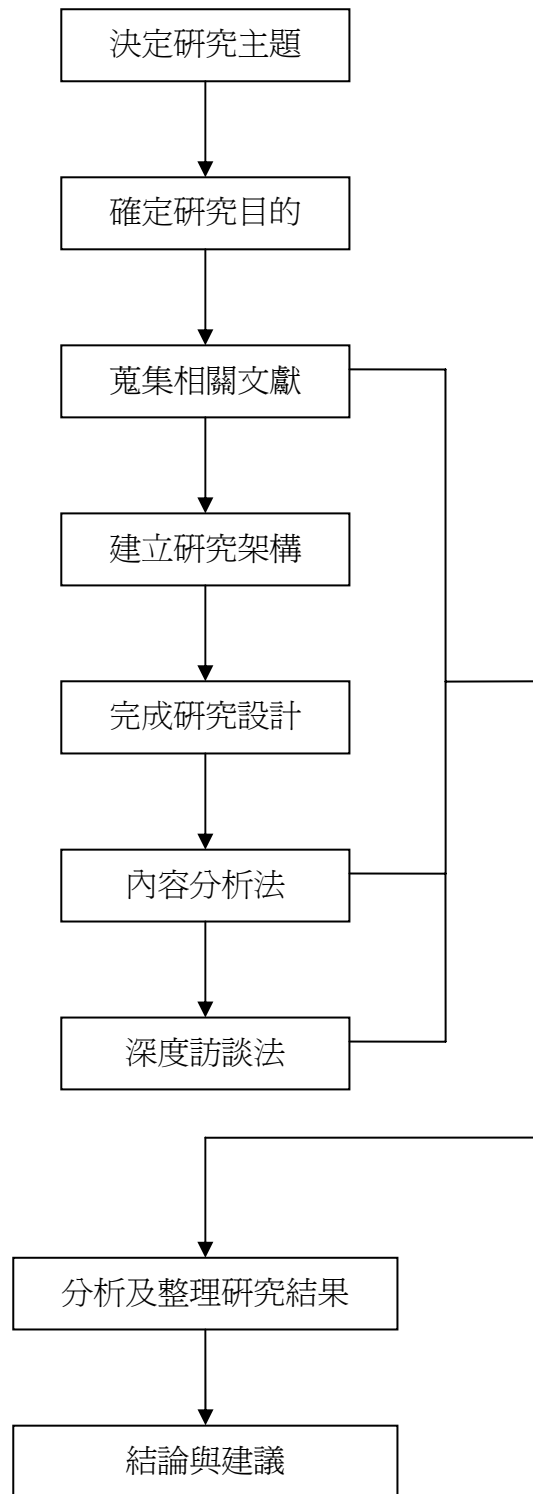 決定研究主題
確定研究目的
蒐集相關文獻
建立研究架構
完成研究設計
內容分析法
深度訪談法
分析及整理研究結果
結論與建議